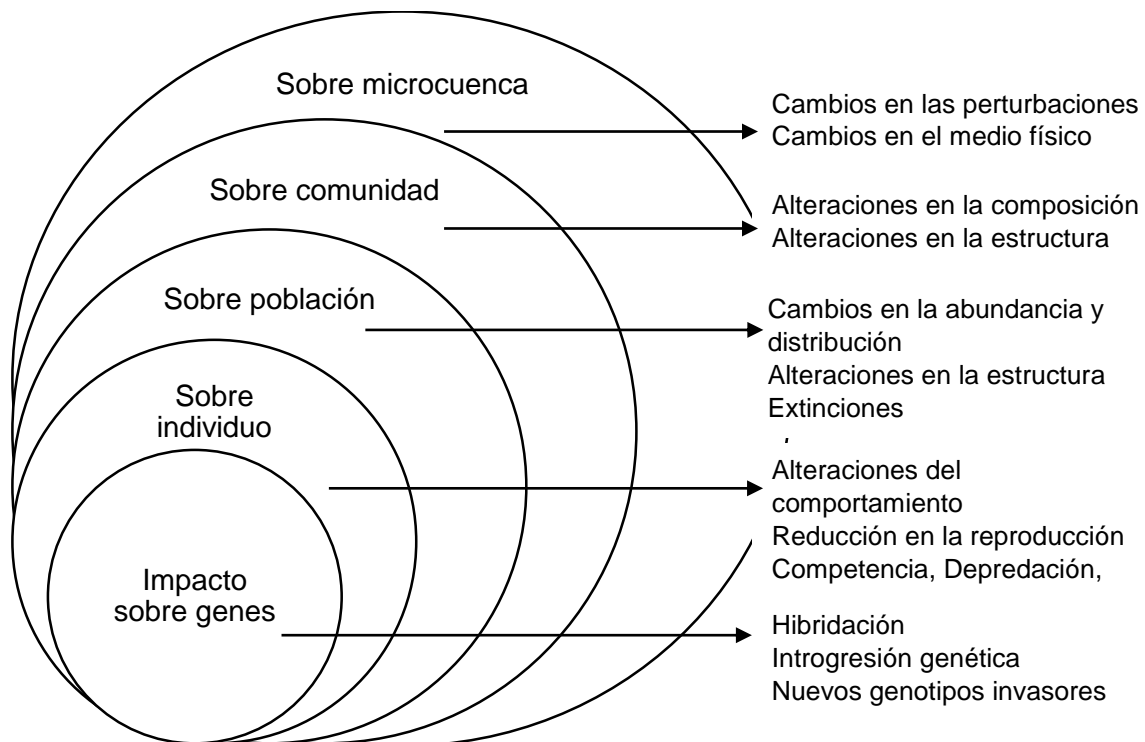 Sobre microcuenca
Cambios en las perturbaciones
Cambios en el medio físico
Sobre comunidad
Alteraciones en la composición
Alteraciones en la estructura
Sobre población
Cambios en la abundancia y
distribución
Alteraciones en la estructura
Extinciones
Sobre
individuo
Alteraciones del
comportamiento
Reducción en la reproducción
Competencia, Depredación,
Impacto
sobre genes
Hibridación
Introgresión genética
Nuevos genotipos invasores